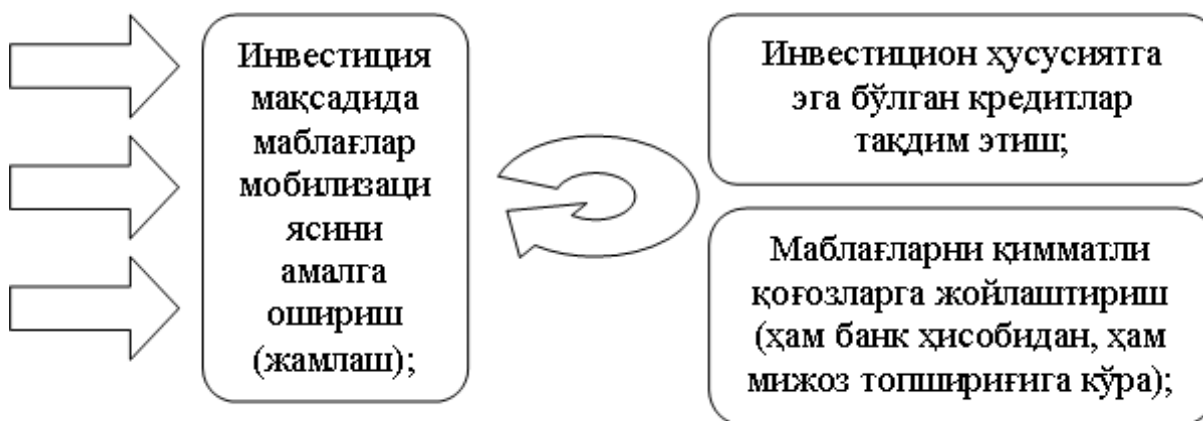 Инвестиция
мақсадида
маблағлар
мобилизаци
ясини
амалга
ошириш
(жамлаш);
Инвестицион ҳусусиятга
эга бўлган кредитлар
тақдим этиш;
Маблағларни қимматли
қоғозларга жойлаштириш
(ҳам банк ҳисобидан, ҳам
мижоз топшириғига кўра);